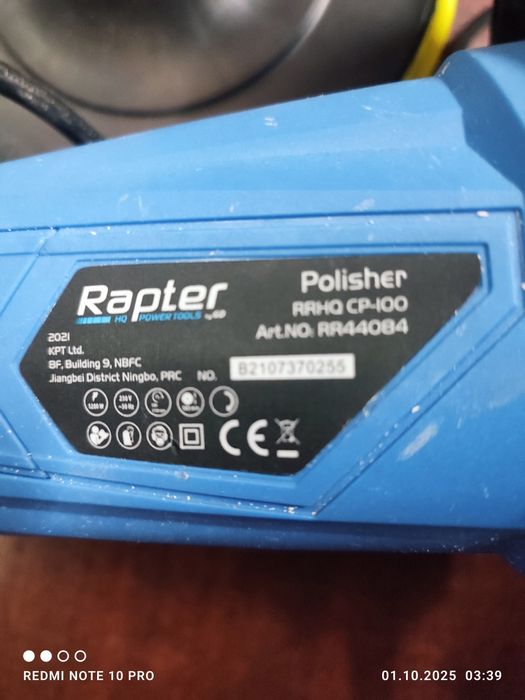 Rapter
HQ POWER TOOLS
Polisher
RRHQ CP-100
Art.NO: RR44084
2021
KPT Ltd.
8F, Building 9, NBFC
Jiangbei District Ningbo, PRC NO. B2107370255
P
1200 W
230 V
~50 Hz
CE
REDMI NOTE 10 PRO
01.10.2025 03:39